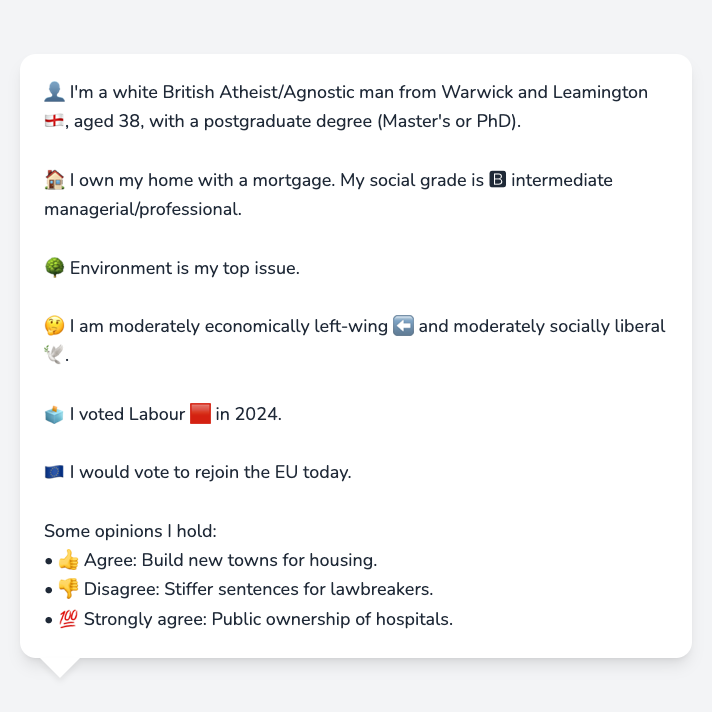 👤 I'm a white British Atheist/Agnostic man from Warwick and Leamington
🏴󠁧󠁢󠁥󠁮󠁧󠁿, aged 38, with a postgraduate degree (Master's or PhD).
🏠 I own my home with a mortgage. My social grade is 🅱 intermediate
managerial/professional.
🌳 Environment is my top issue.
🤔 I am moderately economically left-wing ⬅️ and moderately socially liberal
🕊️.
🗳️ I voted Labour 🟥 in 2024.
🇪🇺 I would vote to rejoin the EU today.
Some opinions I hold:
• 👍 Agree: Build new towns for housing.
• 👎 Disagree: Stiffer sentences for lawbreakers.
• 💯 Strongly agree: Public ownership of hospitals.